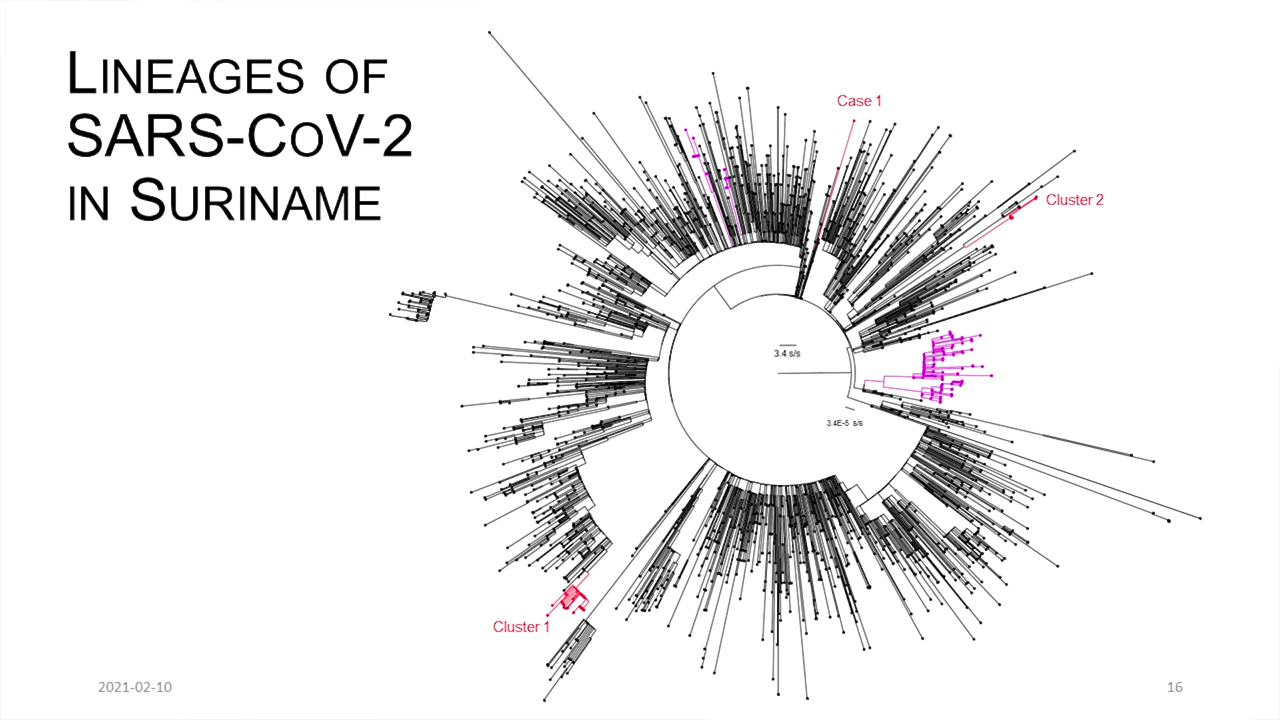 LINEAGES OF
SARS-COV-2
IN SURINAME
Case 1
Cluster 2
3.4 s/s
3.4E-5 s/s
Cluster 1
2021-02-10
16